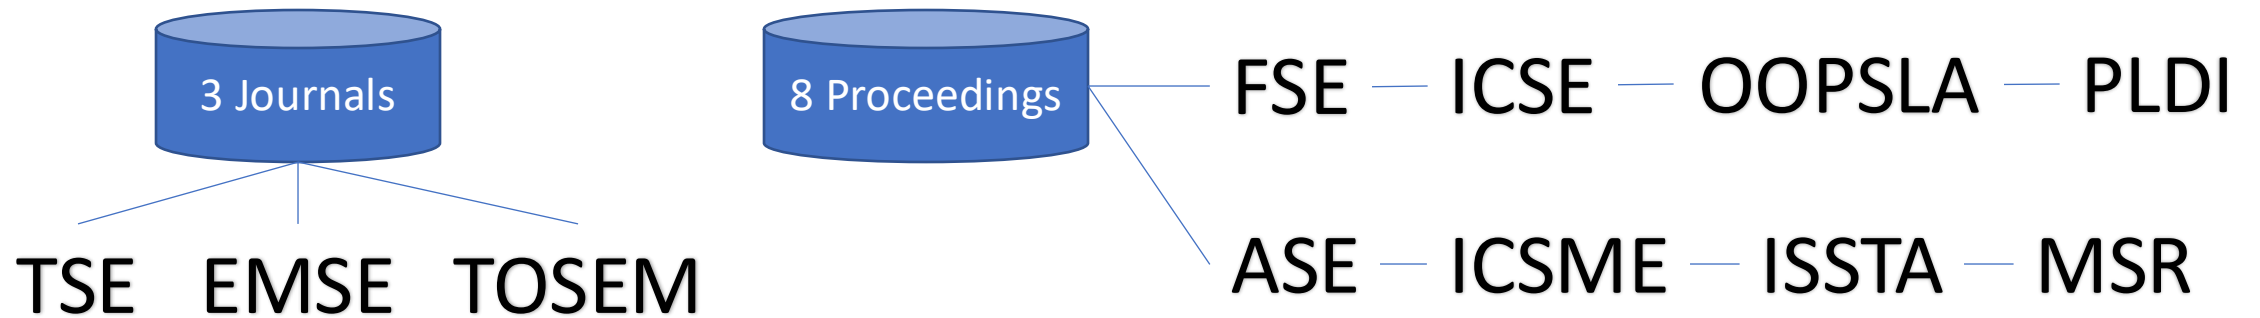 3 Journals
TSE EMSE TOSEM
8 Proceedings
FSE ICSE OOPSLA PLDI
ASE ICSME ISSTA MSR